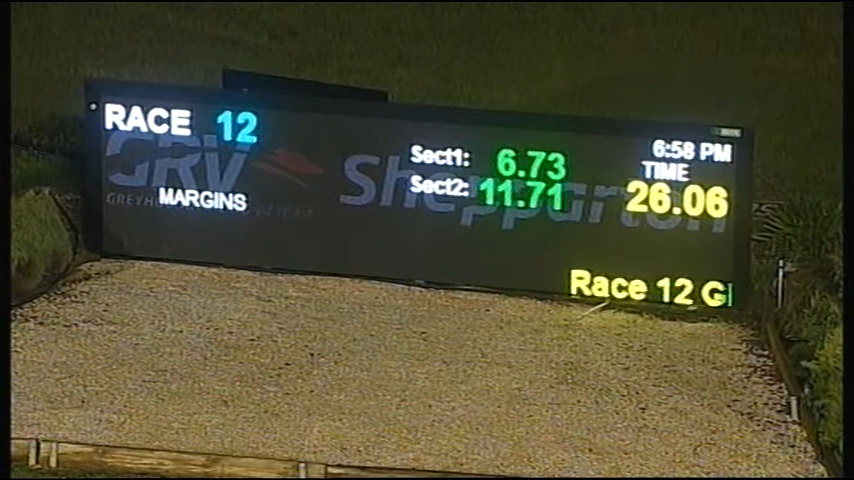 RACE 12
GRV
MARGINS
Shepparton
Sect1: 6.73
Sect2: 11.71
6:58 PM
TIME
26.06
Race 12 G